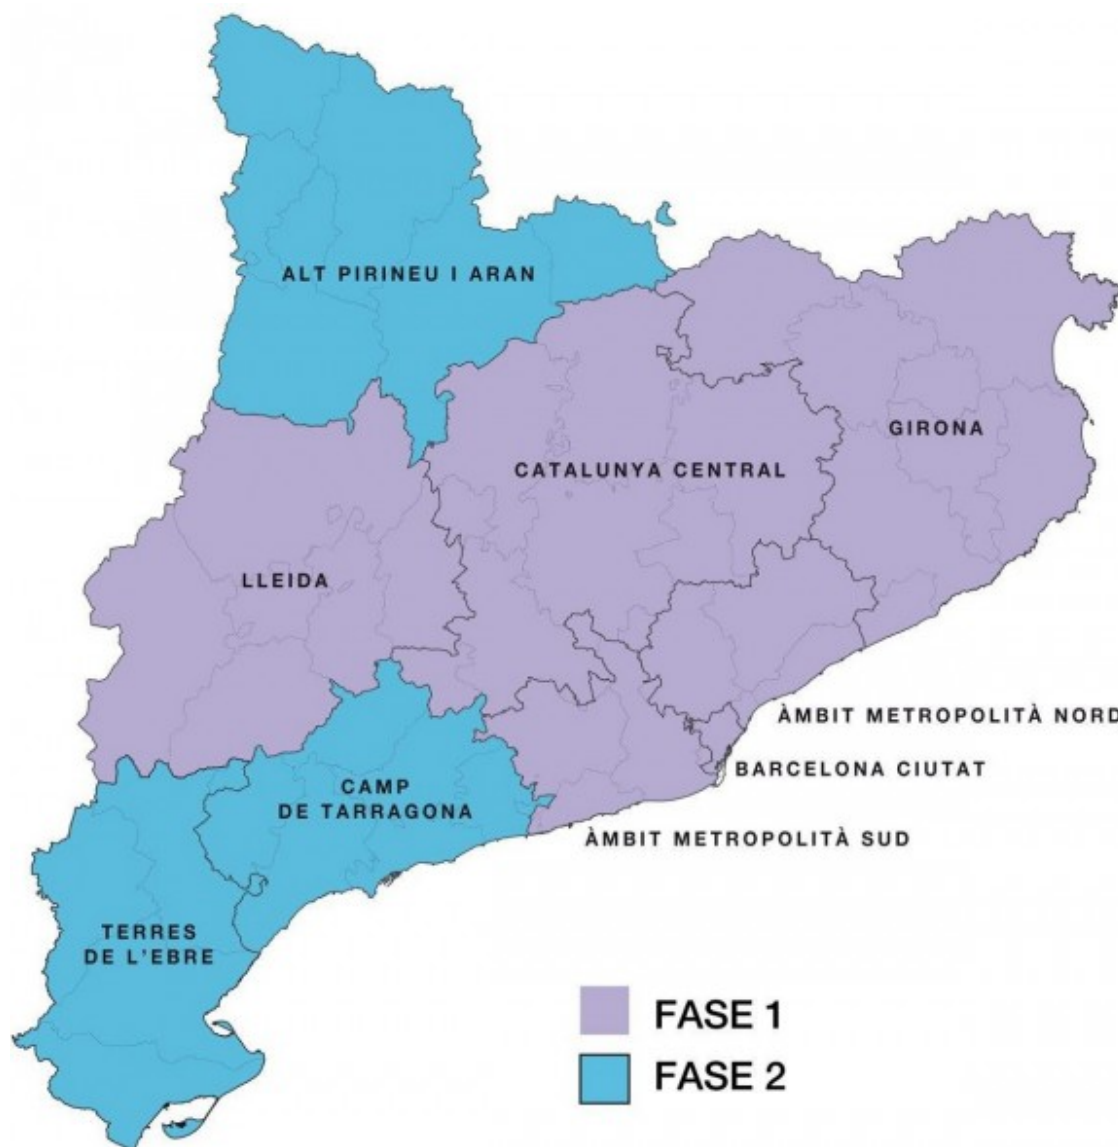 ALT PIRINEU I ARAN
GIRONA
CATALUNYA CENTRAL
LLEIDA
ÀMBIT METROPOLITÀ NORD
BARCELONA CIUTAT
CAMP
DE TARRAGONA
ÀMBIT METROPOLITÀ SUD
TERRES
DE L'EBRE
FASE 1
FASE 2